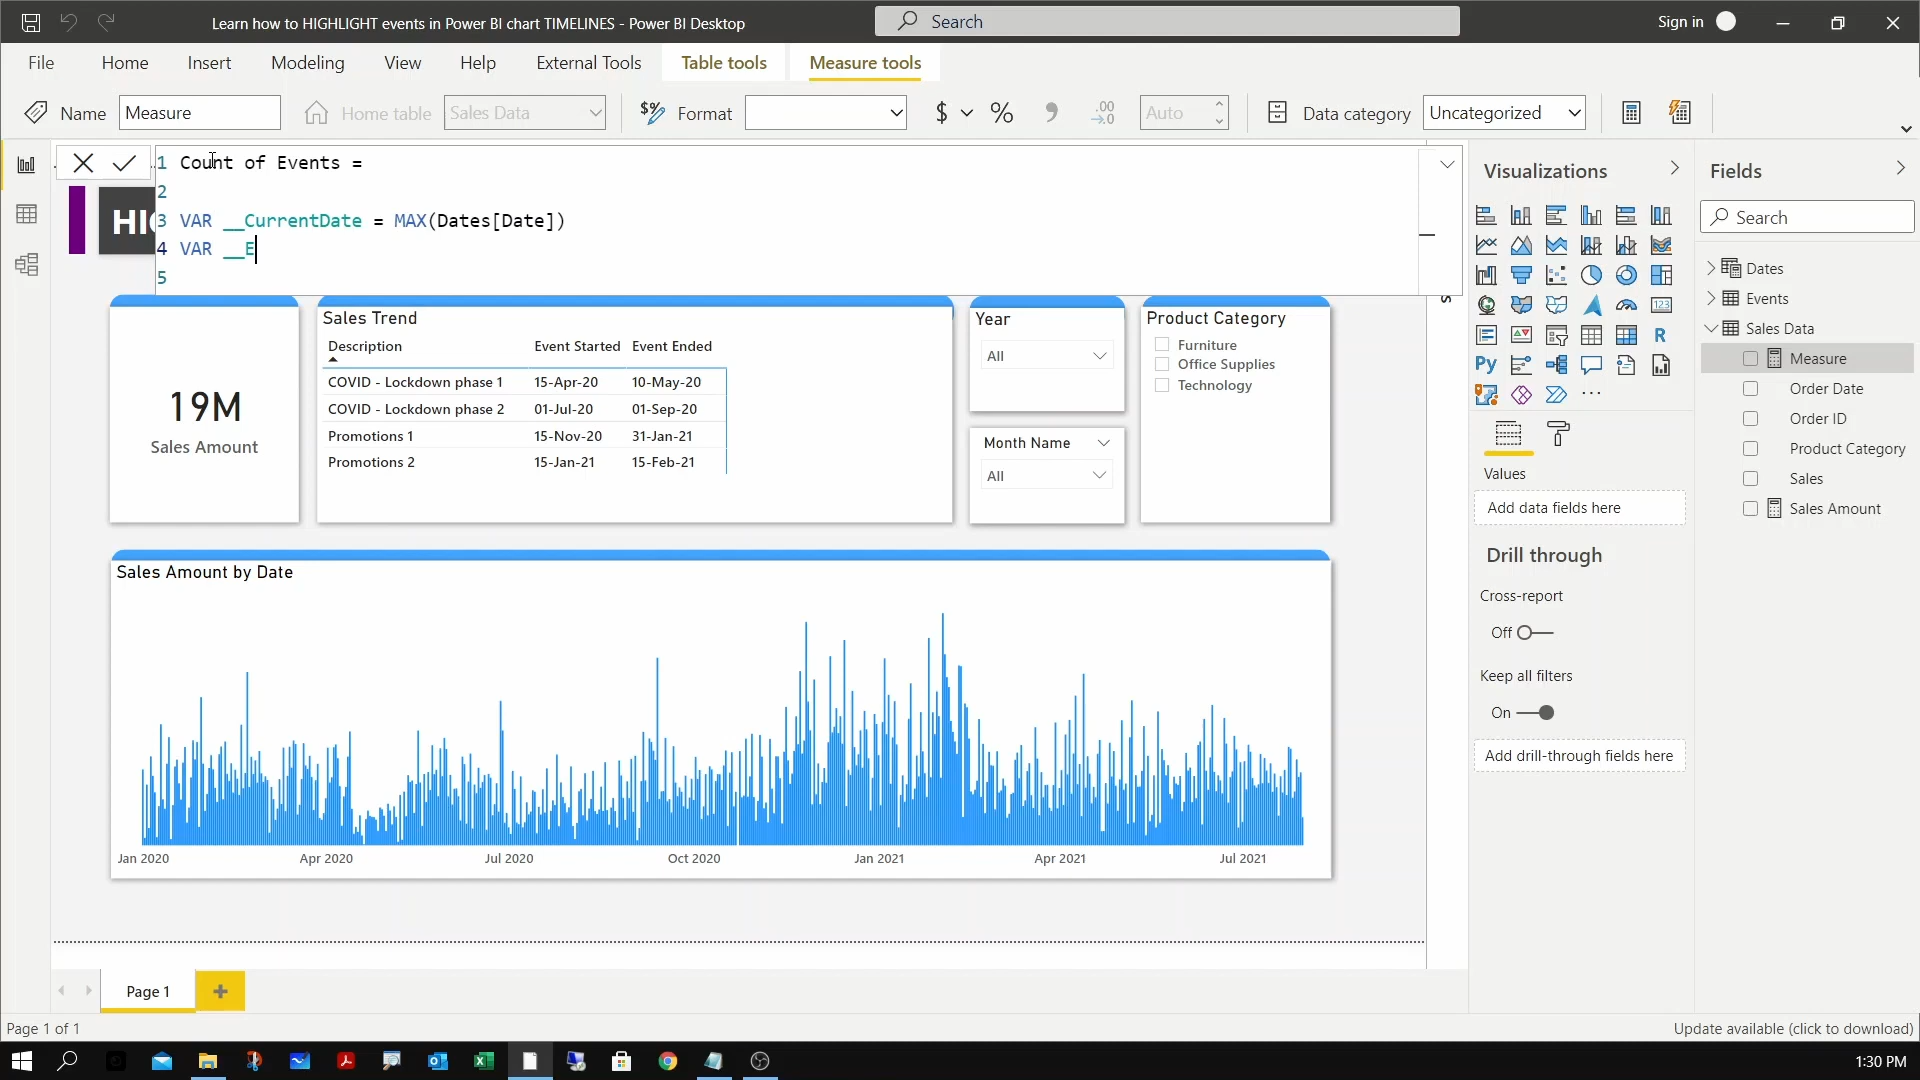 Learn how to HIGHLIGHT events in Power BI chart TIMELINES - Power BI Desktop
Search
Sign in
File
Home
Insert
Modeling
View
Help
External Tools
Table tools
Measure tools
Name
Measure
Home table
Sales Data
Format
$
%
Auto
Data category
Uncategorized
1 Count of Events =
2
3 VAR __CurrentDate = MAX(Dates[Date])
4 VAR __E
5
19M
Sales Amount
Sales Trend
Description Event Started Event Ended
COVID - Lockdown phase 1 15-Apr-20 10-May-20
COVID - Lockdown phase 2 01-Jul-20 01-Sep-20
Promotions 1 15-Nov-20 31-Jan-21
Promotions 2 15-Jan-21 15-Feb-21
Year
All
Month Name
All
Product Category
Furniture
Office Supplies
Technology
Sales Amount by Date
Jan 2020 Apr 2020 Jul 2020 Oct 2020 Jan 2021 Apr 2021 Jul 2021
Visualizations
R
Py
123
Values
Add data fields here
Drill through
Cross-report
Off
Keep all filters
On
Add drill-through fields here
Fields
Search
Dates
Events
Sales Data
Measure
Order Date
Order ID
Product Category
Sales
Sales Amount
Page 1
Page 1 of 1
Update available (click to download)
1:30 PM